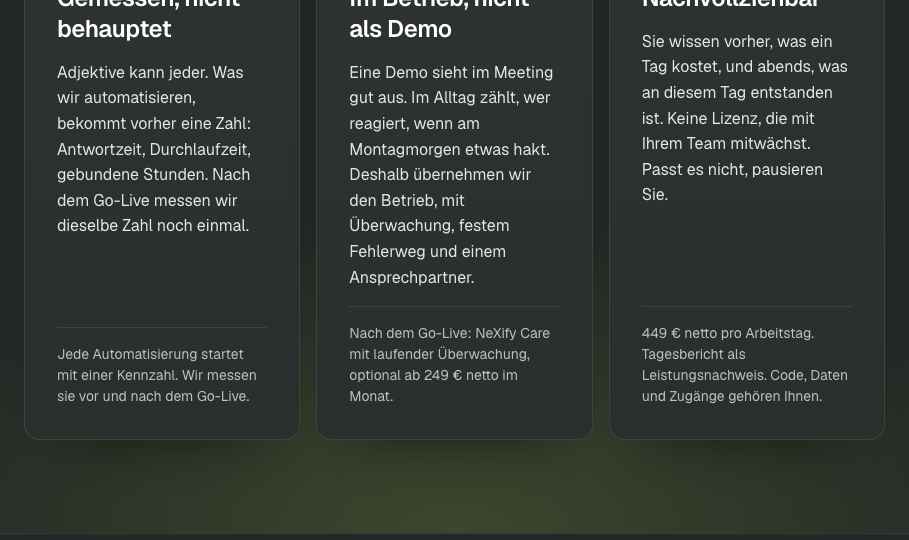 Gemessen, nicht
behauptet
Adjektive kann jeder. Was
wir automatisieren,
bekommt vorher eine Zahl:
Antwortzeit, Durchlaufzeit,
gebundene Stunden. Nach
dem Go-Live messen wir
dieselbe Zahl noch einmal.
Jede Automatisierung startet
mit einer Kennzahl. Wir messen
sie vor und nach dem Go-Live.
Im Betrieb, nicht
als Demo
Eine Demo sieht im Meeting
gut aus. Im Alltag zählt, wer
reagiert, wenn am
Montagmorgen etwas hakt.
Deshalb übernehmen wir
den Betrieb, mit
Überwachung, festem
Fehlerweg und einem
Ansprechpartner.
Nach dem Go-Live: NeXify Care
mit laufender Überwachung,
optional ab 249 € netto im
Monat.
Nachvollziehbar
Sie wissen vorher, was ein
Tag kostet, und abends, was
an diesem Tag entstanden
ist. Keine Lizenz, die mit
Ihrem Team mitwächst.
Passt es nicht, pausieren
Sie.
449 € netto pro Arbeitstag.
Tagesbericht als
Leistungsnachweis. Code, Daten
und Zugänge gehören Ihnen.